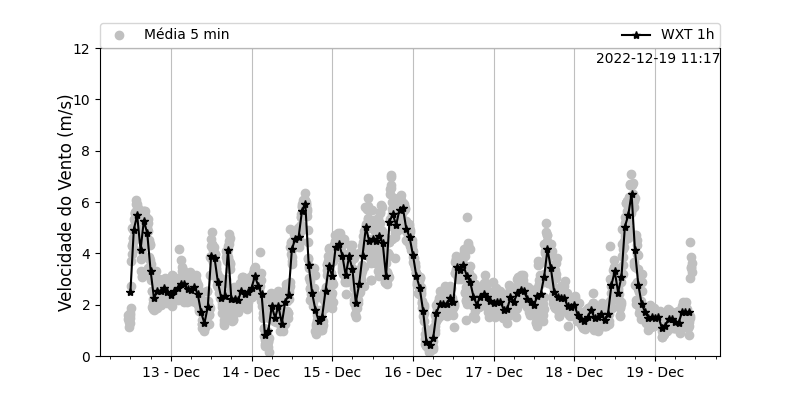 Média 5 min
WXT 1h
2022-12-19 11:17
Velocidade do Vento (m/s)
12
10
8
6
4
2
0
13 - Dec
14 - Dec
15 - Dec
16 - Dec
17 - Dec
18 - Dec
19 - Dec